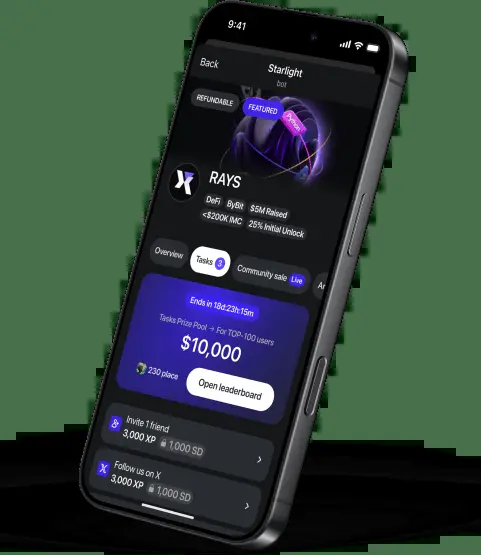 9:41
Back
Starlight
bot
REFUNDABLE
FEATURED
Python
RAYS
DeFi ByBit $5M Raised
<$200K IMC 25% Initial Unlock
Overview
Tasks 3
Community sale Live
Ends in 18d:23h:15m
Tasks Prize Pool → For TOP-100 users
$10,000
230 place
Open leaderboard
Invite 1 friend
3,000 XP 1,000 SD
Follow us on X
3,000 XP 1,000 SD